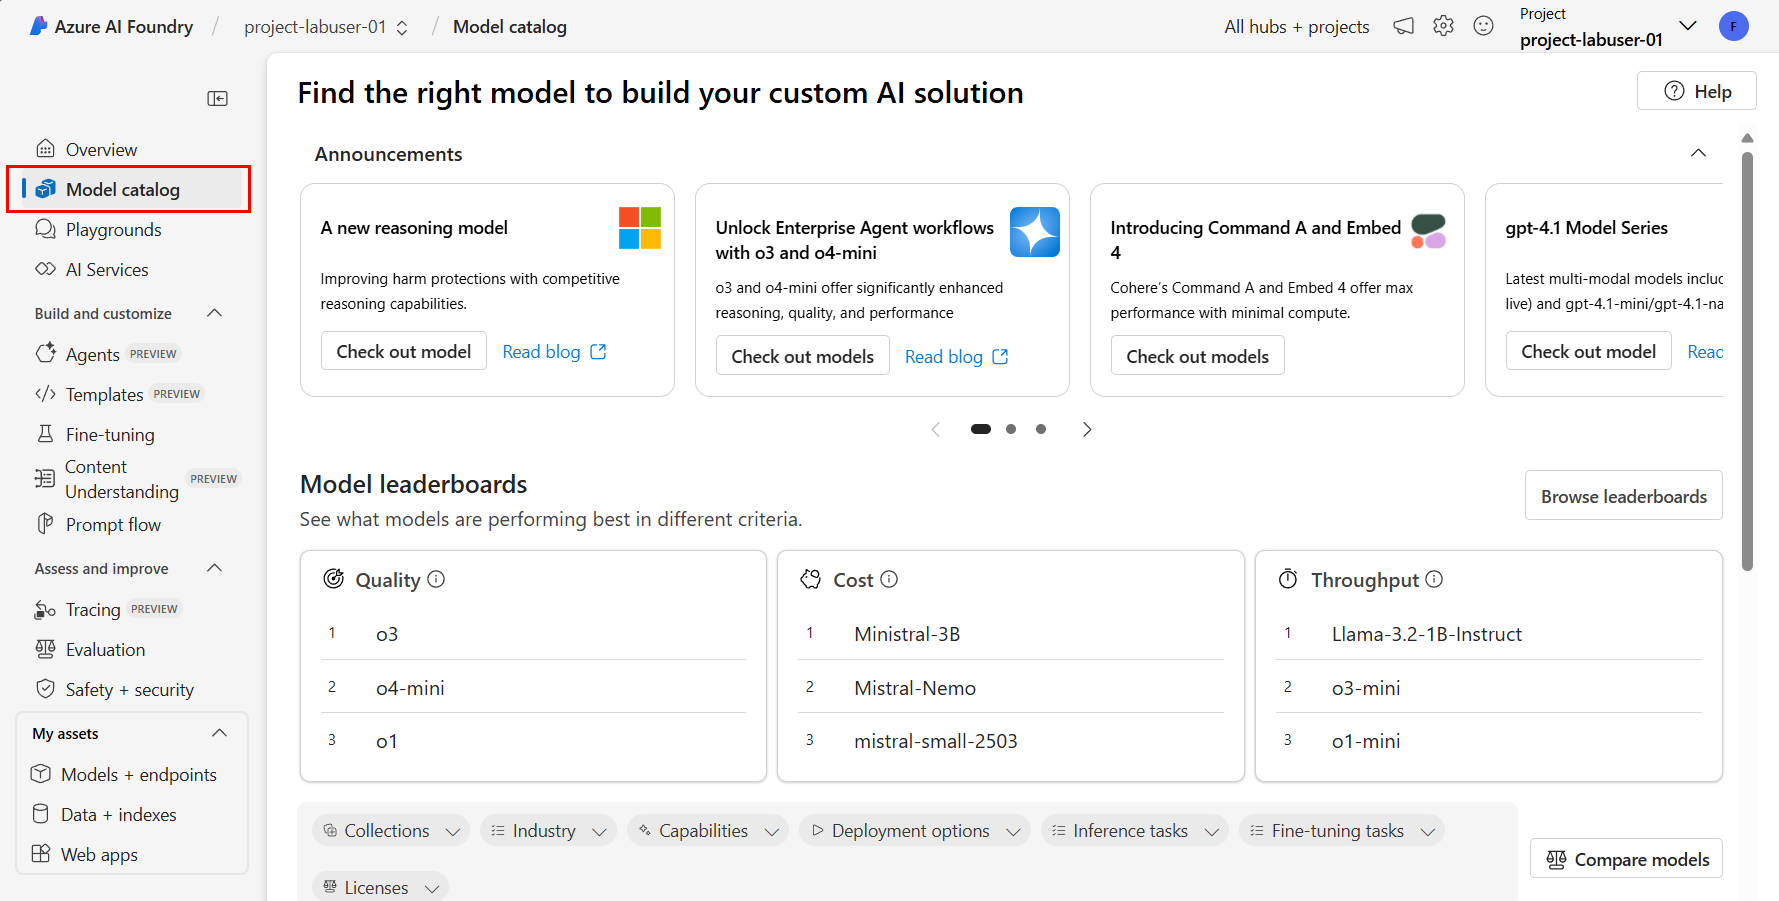 Azure AI Foundry / project-labuser-01 / Model catalog
All hubs + projects
Project
project-labuser-01
F
Overview
Model catalog
Playgrounds
AI Services
Build and customize
Agents PREVIEW
Templates PREVIEW
Fine-tuning
Content
Understanding PREVIEW
Prompt flow
Assess and improve
Tracing PREVIEW
Evaluation
Safety + security
My assets
Models + endpoints
Data + indexes
Web apps
Find the right model to build your custom AI solution
Help
Announcements
A new reasoning model
Improving harm protections with competitive
reasoning capabilities.
Check out model Read blog
Unlock Enterprise Agent workflows
with o3 and o4-mini
o3 and o4-mini offer significantly enhanced
reasoning, quality, and performance
Check out models Read blog
Introducing Command A and Embed
4
Cohere's Command A and Embed 4 offer max
performance with minimal compute.
Check out models
gpt-4.1 Model Series
Latest multi-modal models includ
live) and gpt-4.1-mini/gpt-4.1-na
Check out model Read
Model leaderboards
See what models are performing best in different criteria.
Browse leaderboards
Quality
1 o3
2 o4-mini
3 o1
Cost
1 Ministral-3B
2 Mistral-Nemo
3 mistral-small-2503
Throughput
1 Llama-3.2-1B-Instruct
2 o3-mini
3 o1-mini
Collections Industry Capabilities Deployment options Inference tasks Fine-tuning tasks
Licenses
Compare models